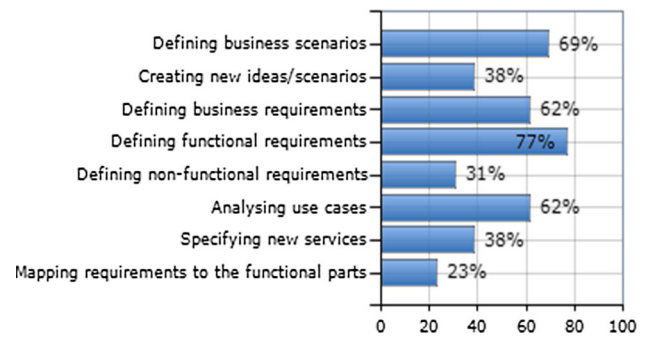 Defining business scenarios 69%
Creating new ideas/scenarios 38%
Defining business requirements 62%
Defining functional requirements 77%
Defining non-functional requirements 31%
Analysing use cases 62%
Specifying new services 38%
Mapping requirements to the functional parts 23%
0 20 40 60 80 100